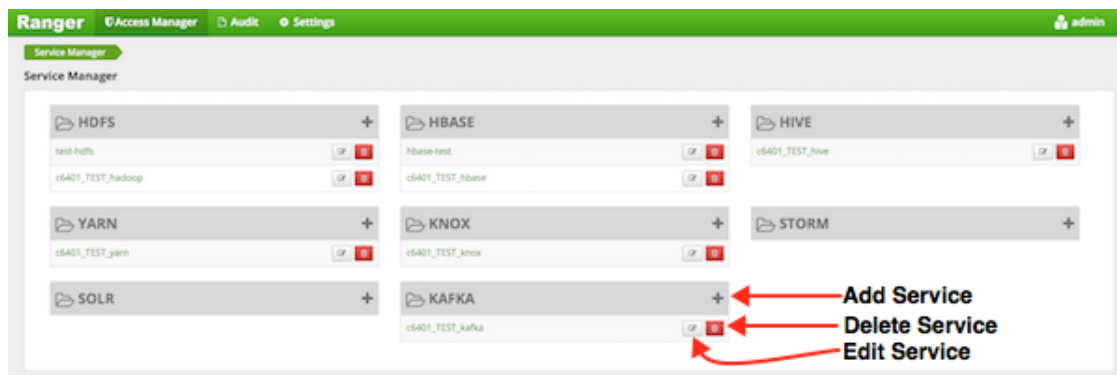 Ranger Access Manager Audit Settings admin
Service Manager
Service Manager
HDFS + HBASE + HIVE +
test-hdfs hbase-test c6401_TEST_hive
c6401_TEST_hadoop c6401_TEST_hbase
YARN + KNOX + STORM +
c6401_TEST_yarn c6401_TEST_knox
SOLR + KAFKA + Add Service
c6401_TEST_kafka Delete Service
Edit Service